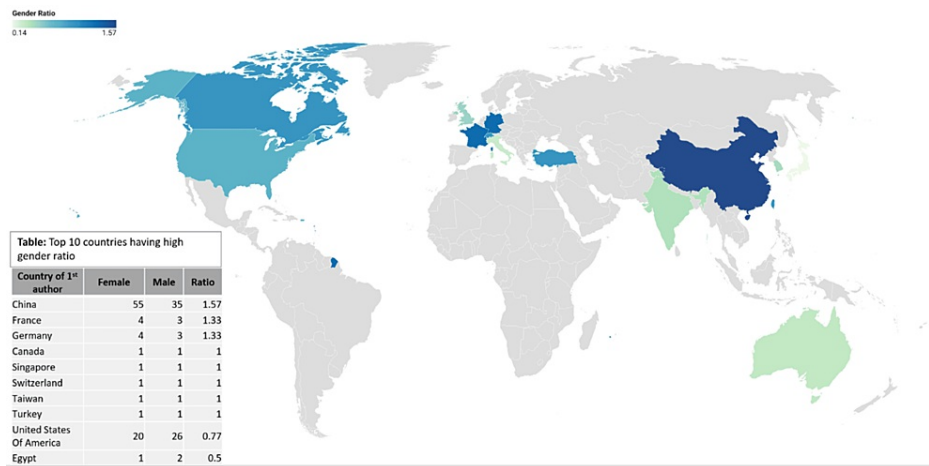 Gender Ratio
0.14 1.57
Table: Top 10 countries having high
gender ratio
Country of 1st
author Female Male Ratio
China 55 35 1.57
France 4 3 1.33
Germany 4 3 1.33
Canada 1 1 1
Singapore 1 1 1
Switzerland 1 1 1
Taiwan 1 1 1
Turkey 1 1 1
United States
Of America 20 26 0.77
Egypt 1 2 0.5